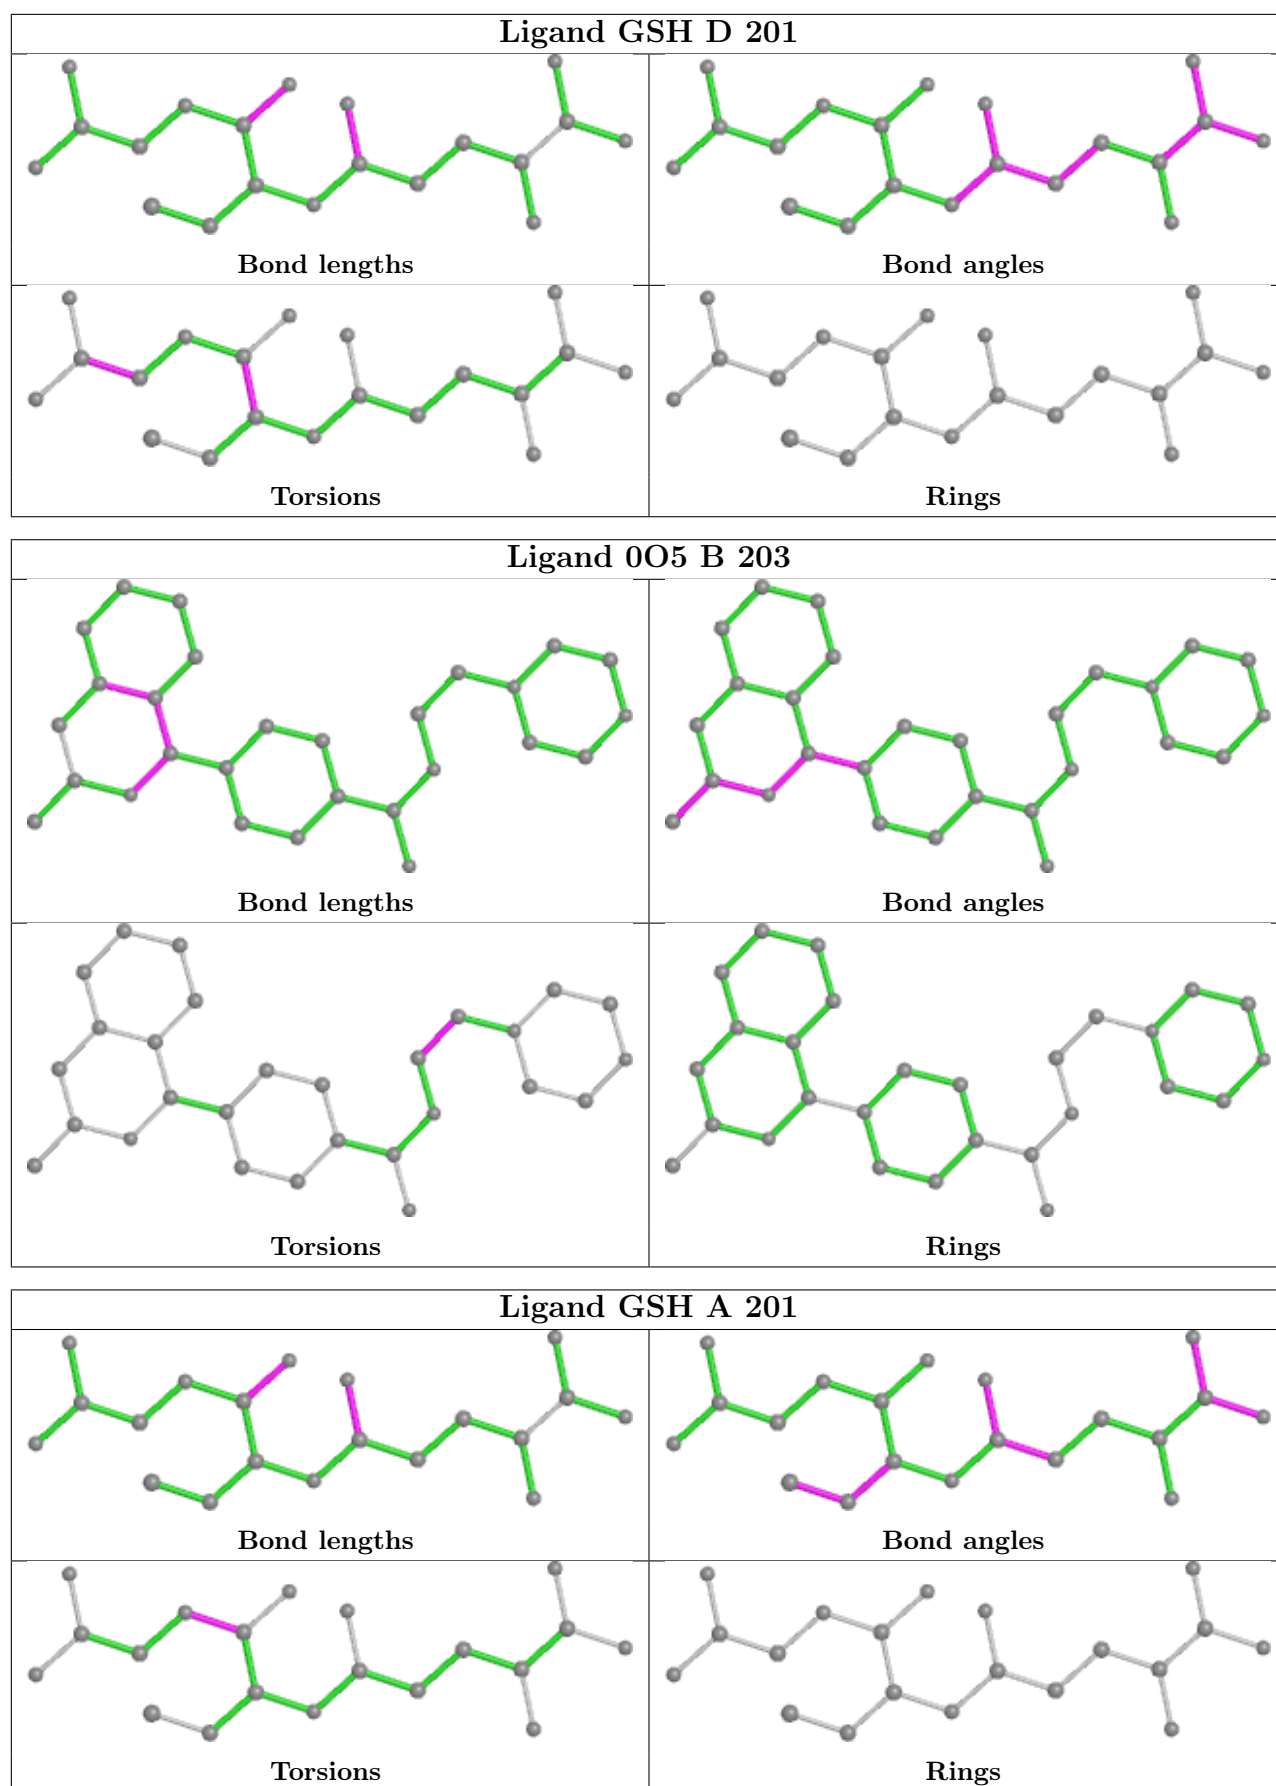 Ligand GSH D 201
Bond lengths
Bond angles
Torsions
Rings
Ligand 0O5 B 203
Bond lengths
Bond angles
Torsions
Rings
Ligand GSH A 201
Bond lengths
Bond angles
Torsions
Rings